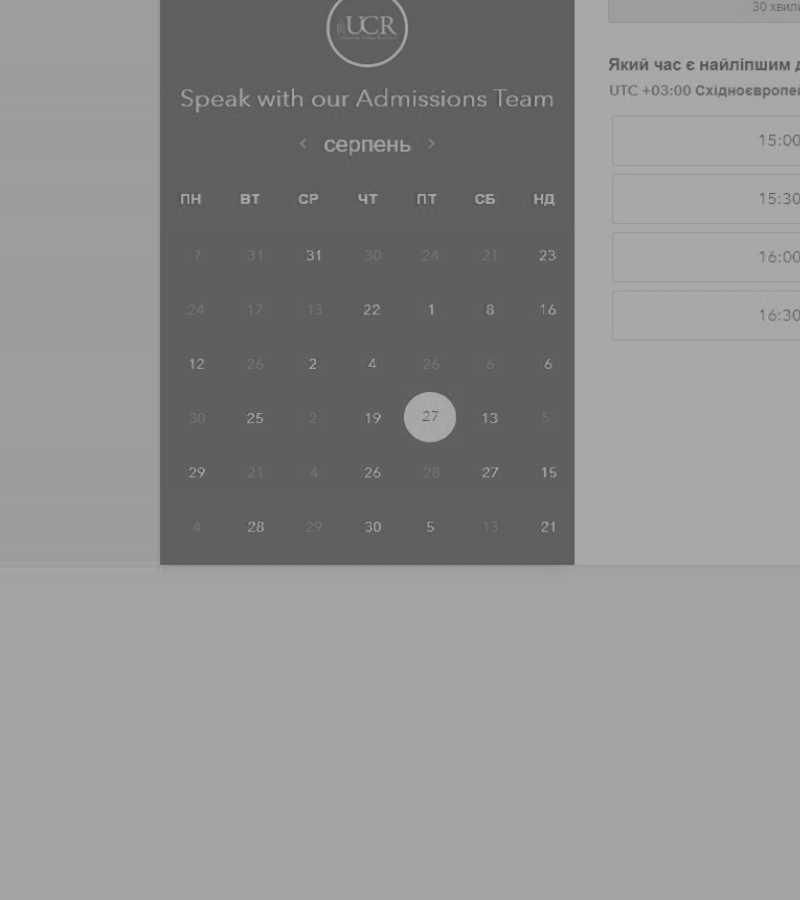 UCR
30
Speak with our Admissions Team
< серпень >
ПН ВТ СР ЧТ ПТ СБ НД
7 31 31 30 24 21 23
24 17 13 22 1 8 16
12 26 2 4 26 6 6
30 25 2 19 27 13 5
29 21 4 26 28 27 15
4 28 29 30 5 13 21
Який час є найліпшим
UTC +03:00
15:00
15:30
16:00
16:30